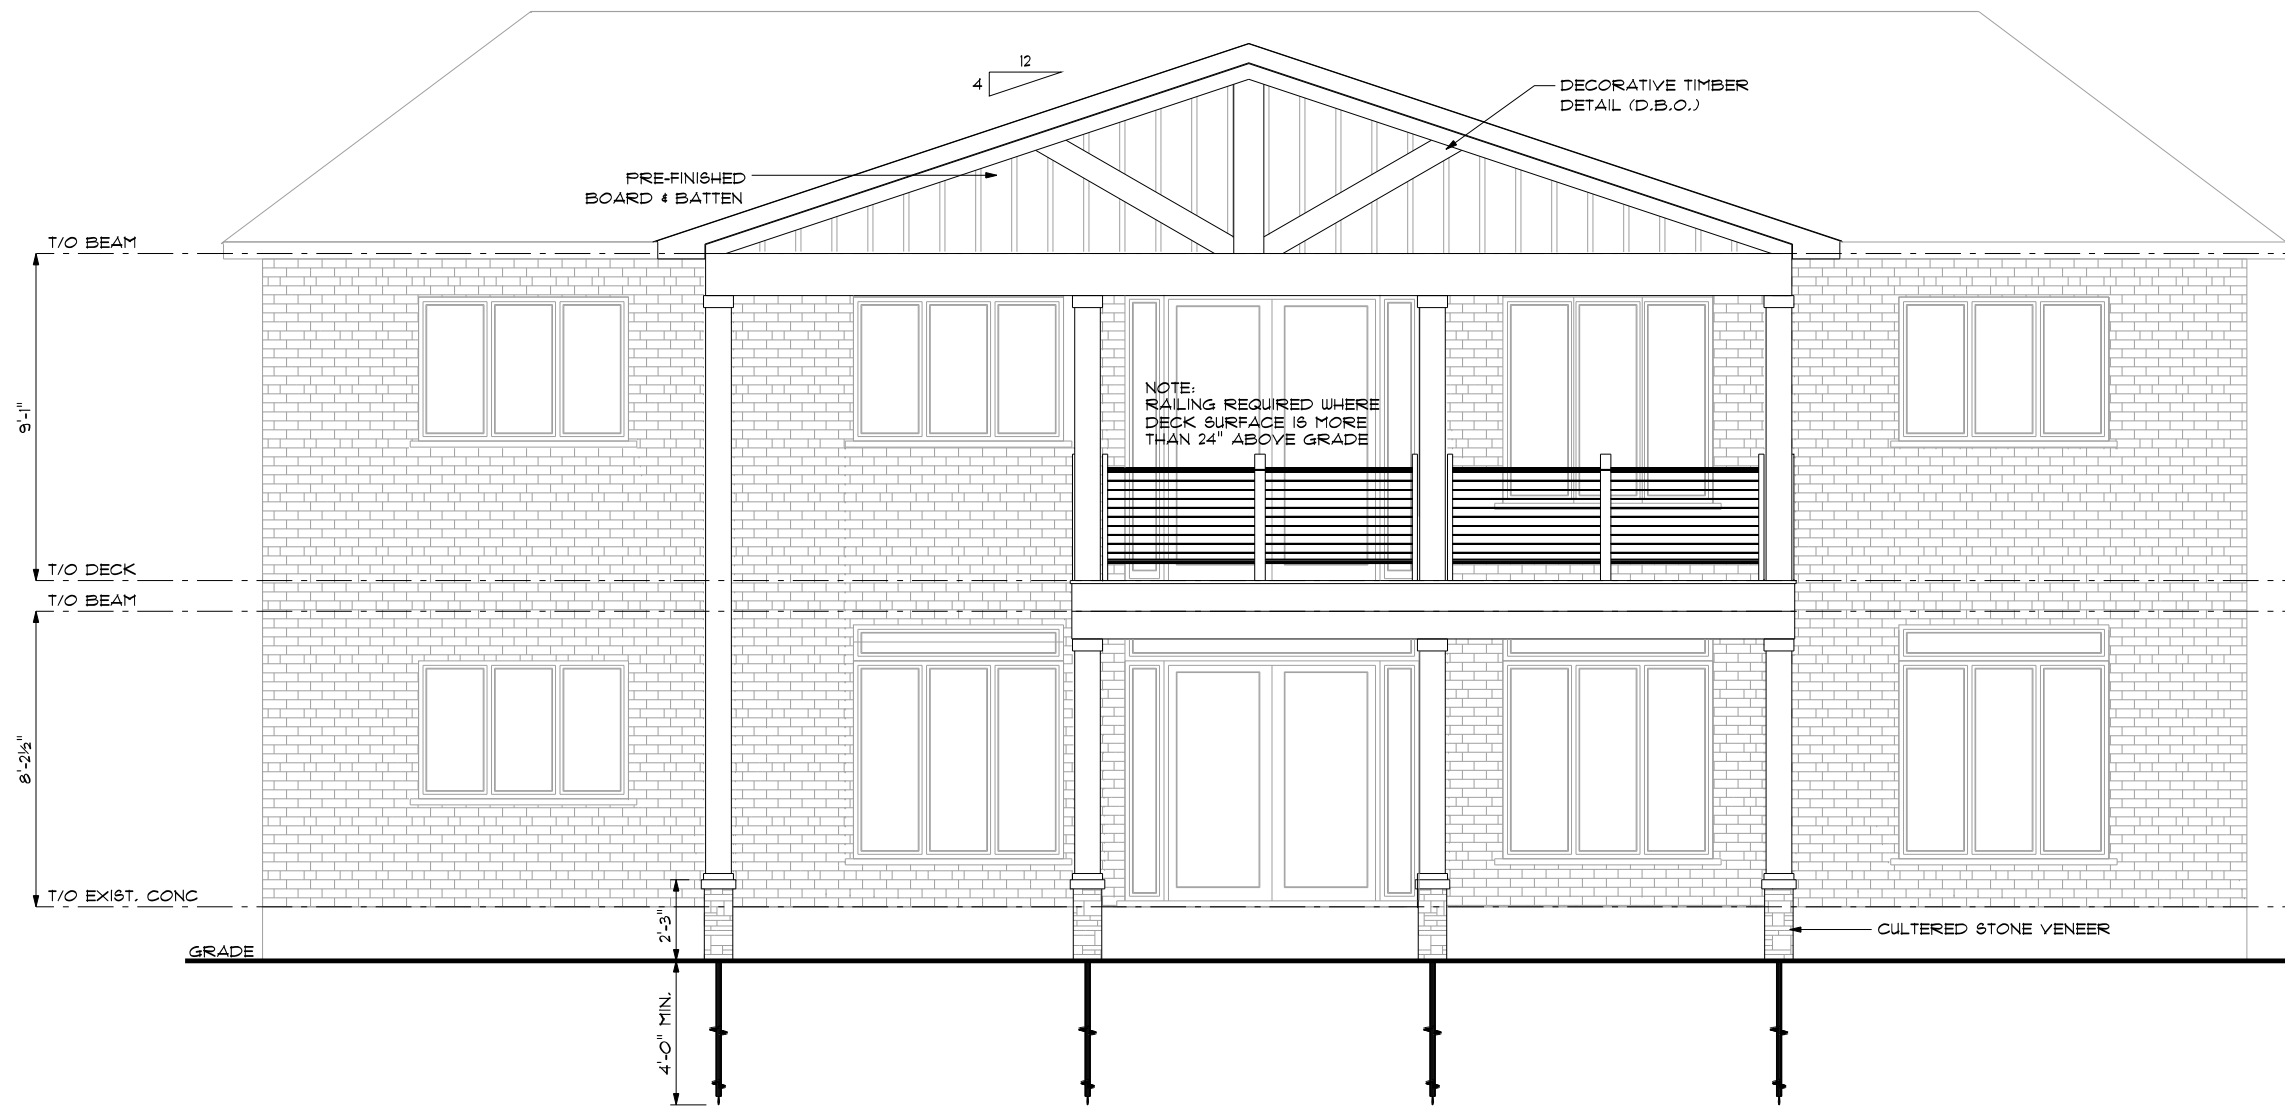 12
4
DECORATIVE TIMBER
DETAIL (D.B.O.)
PRE-FINISHED
BOARD & BATTEN
T/O BEAM
9'-1"
NOTE:
RAILING REQUIRED WHERE
DECK SURFACE IS MORE
THAN 24" ABOVE GRADE
T/O DECK
T/O BEAM
8'-2½"
T/O EXIST. CONC
2'-3"
CULTERED STONE VENEER
GRADE
4'-0" MIN.